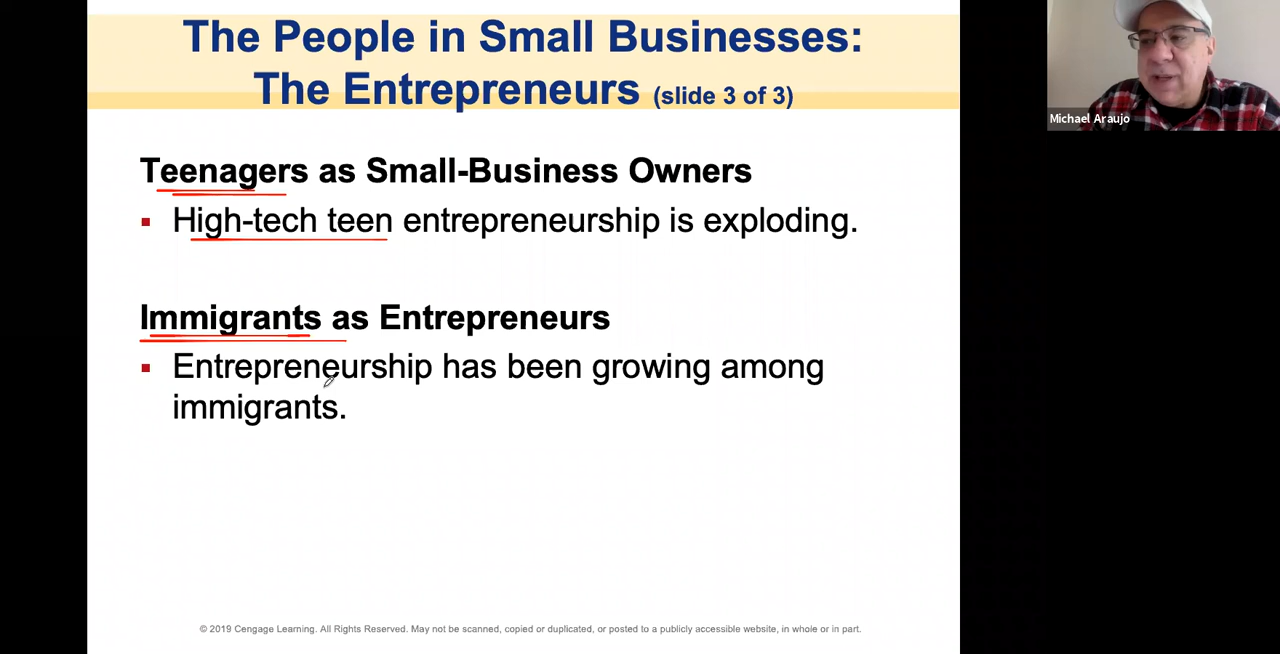 The People in Small Businesses:
The Entrepreneurs (slide 3 of 3)
Michael Araujo
Teenagers as Small-Business Owners
▪ High-tech teen entrepreneurship is exploding.
Immigrants as Entrepreneurs
▪ Entrepreneurship has been growing among
immigrants.
© 2019 Cengage Learning. All Rights Reserved. May not be scanned, copied or duplicated, or posted to a publicly accessible website, in whole or in part.